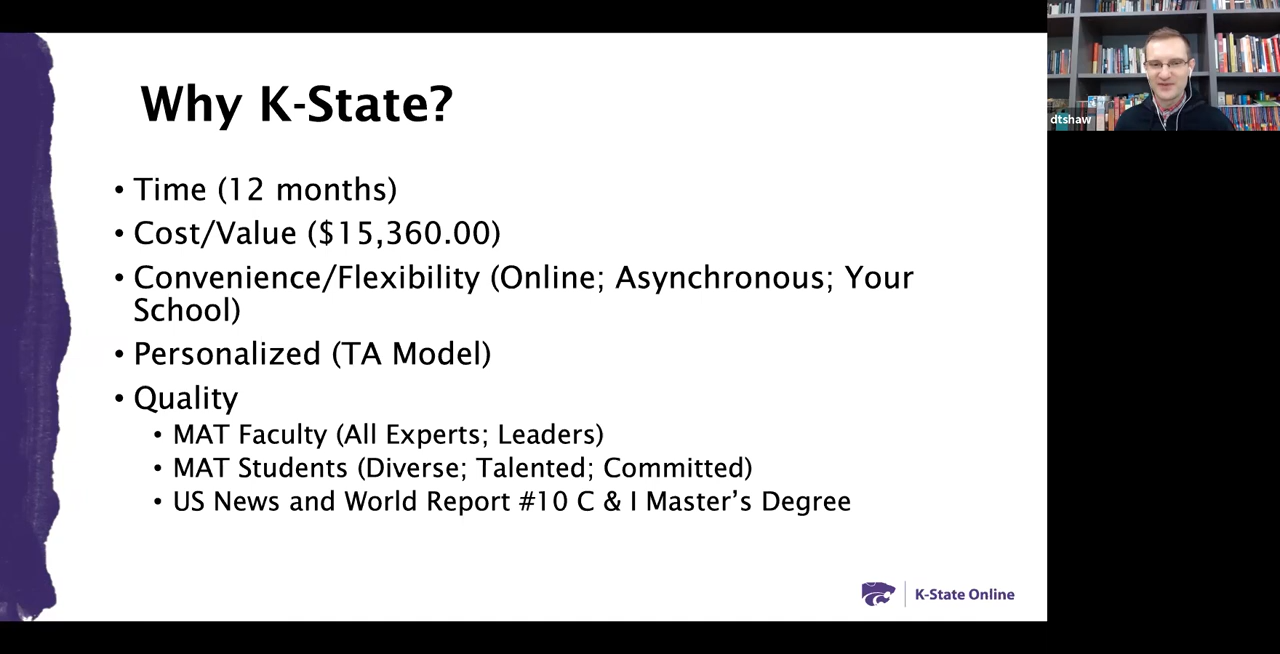 Why K-State?
• Time (12 months)
• Cost/Value ($15,360.00)
• Convenience/Flexibility (Online; Asynchronous; Your
School)
• Personalized (TA Model)
• Quality
• MAT Faculty (All Experts; Leaders)
• MAT Students (Diverse; Talented; Committed)
• US News and World Report #10 C & I Master’s Degree
K-State Online
dtshaw